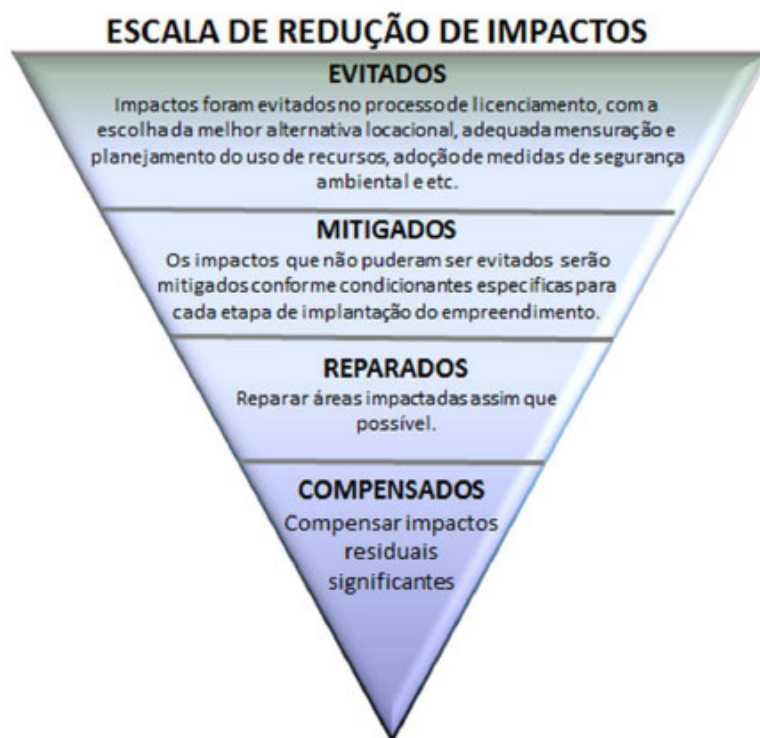 ESCALA DE REDUÇÃO DE IMPACTOS
EVITADOS
Impactos foram evitados no processo de licenciamento, com a
escolha da melhor alternativa locacional, adequada mensuração e
planejamento do uso de recursos, adoção de medidas de segurança
ambiental e etc.
MITIGADOS
Os impactos que não puderam ser evitados serão
mitigados conforme condicionantes especificas para
cada etapa de implantação do empreendimento.
REPARADOS
Reparar áreas impactadas assim que
possível.
COMPENSADOS
Compensar impactos
residuais
significantes